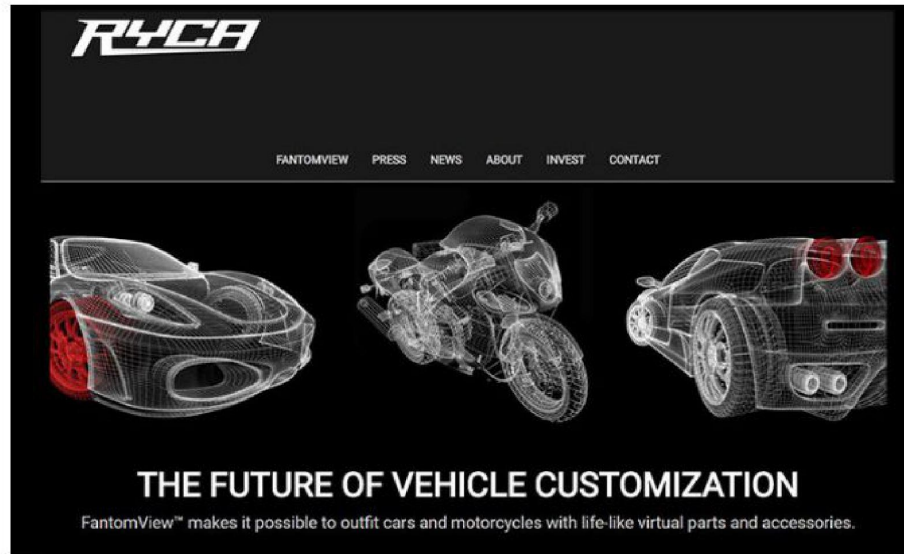 RYCA
FANTOMVIEW PRESS NEWS ABOUT INVEST CONTACT
THE FUTURE OF VEHICLE CUSTOMIZATION
FantomView™ makes it possible to outfit cars and motorcycles with life-like virtual parts and accessories.